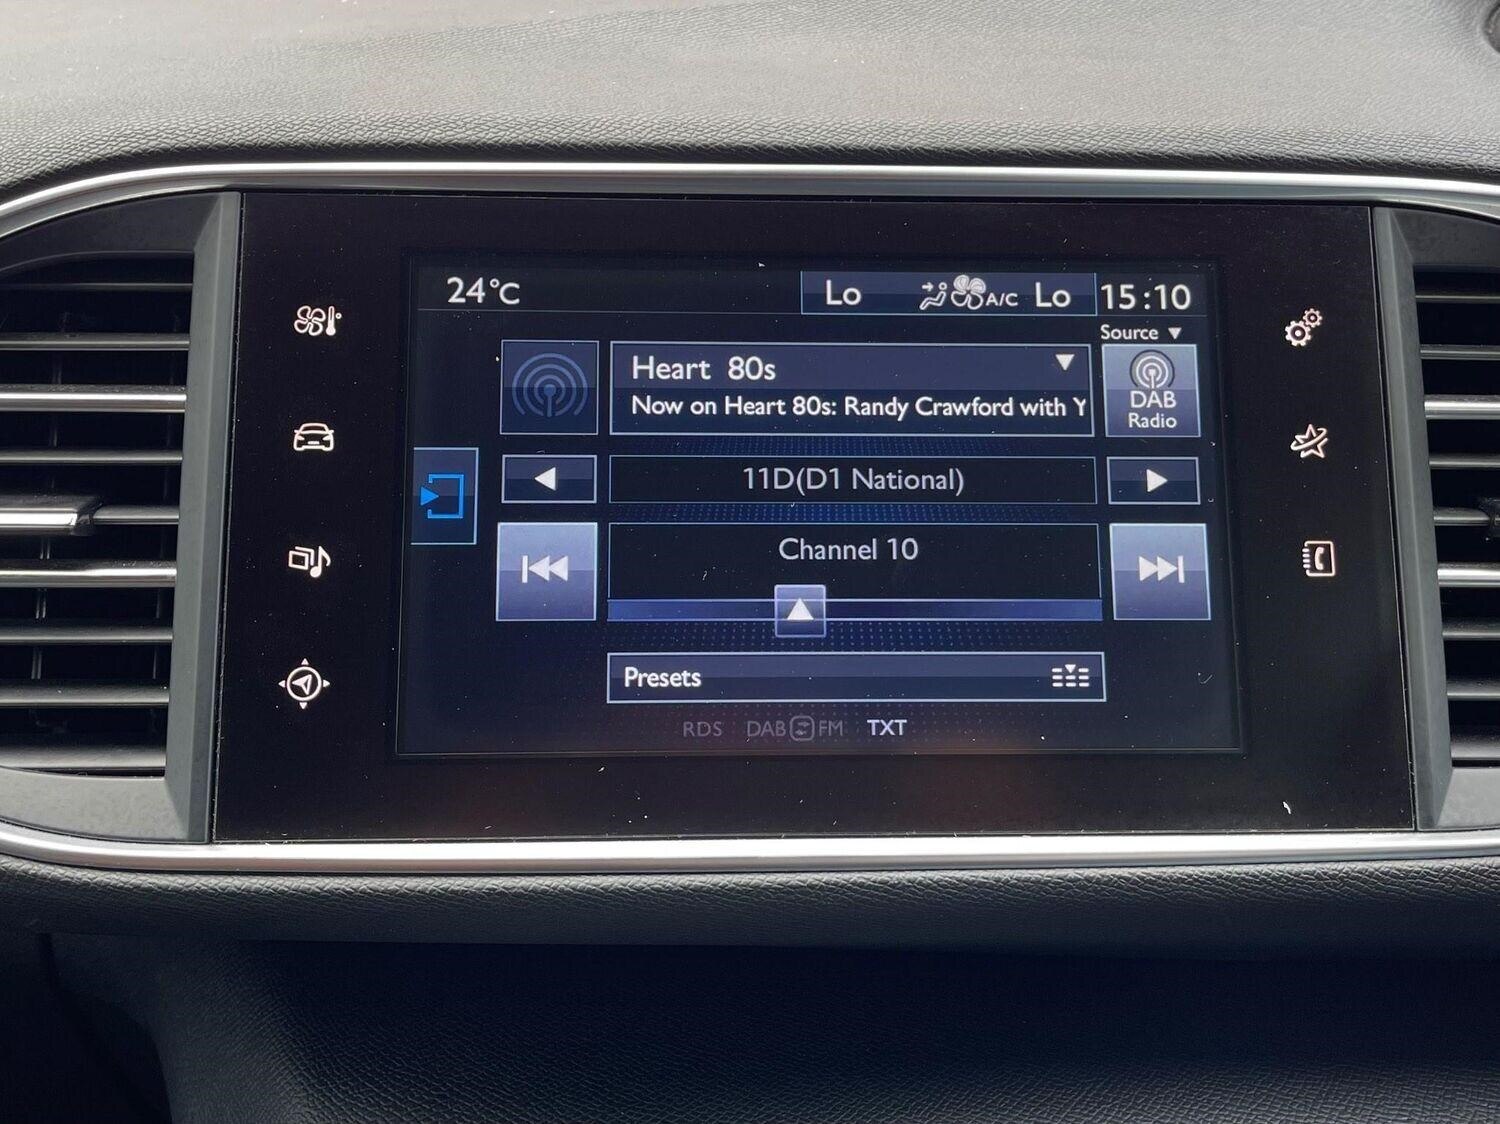 24°C
Lo A/C Lo 15:10
Source
Heart 80s
Now on Heart 80s: Randy Crawford with Y
DAB
Radio
11D(D1 National)
Channel 10
Presets
RDS DAB FM TXT